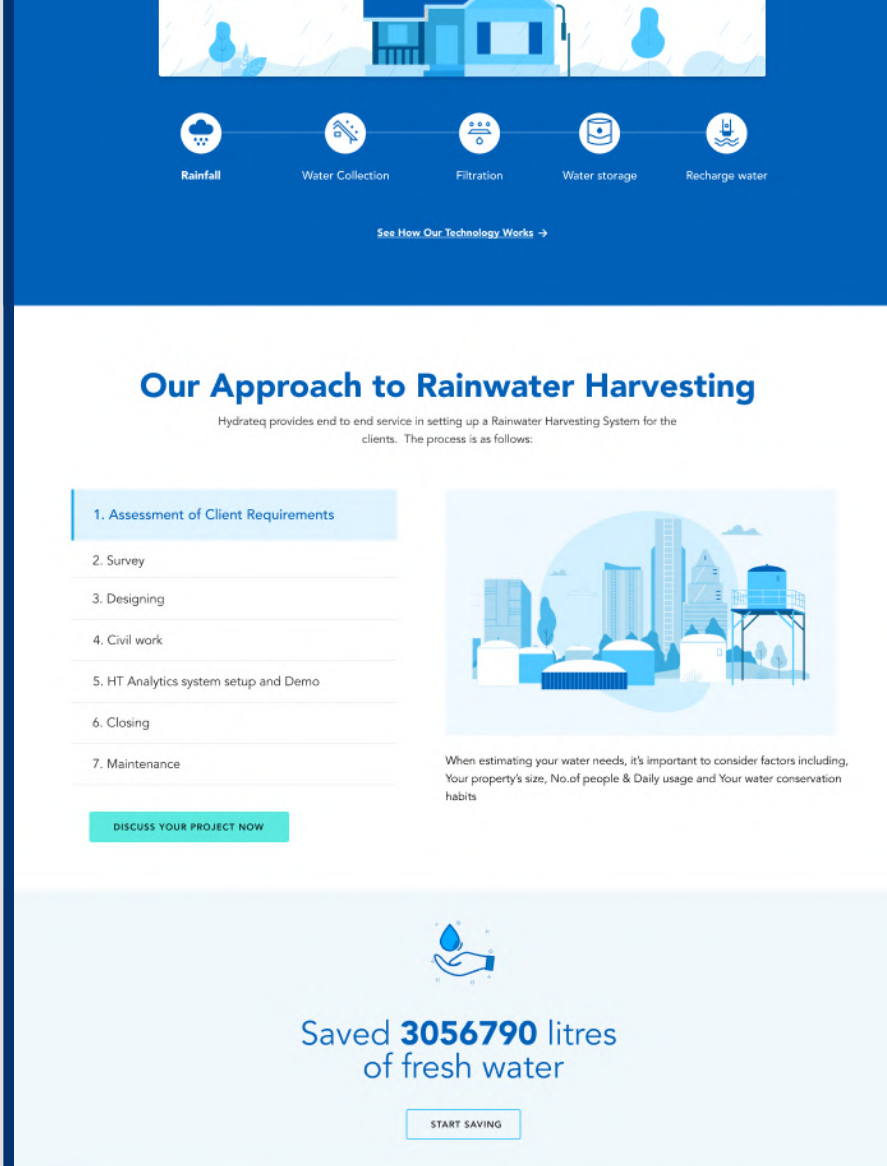 Rainfall
Water Collection
Filtration
Water storage
Recharge water
See How Our Technology Works →
Our Approach to Rainwater Harvesting
Hydrateq provides end to end service in setting up a Rainwater Harvesting System for the
clients. The process is as follows:
1. Assessment of Client Requirements
2. Survey
3. Designing
4. Civil work
5. HT Analytics system setup and Demo
6. Closing
7. Maintenance
DISCUSS YOUR PROJECT NOW
When estimating your water needs, it's important to consider factors including,
Your property's size, No.of people & Daily usage and Your water conservation
habits
Saved 3056790 litres
of fresh water
START SAVING